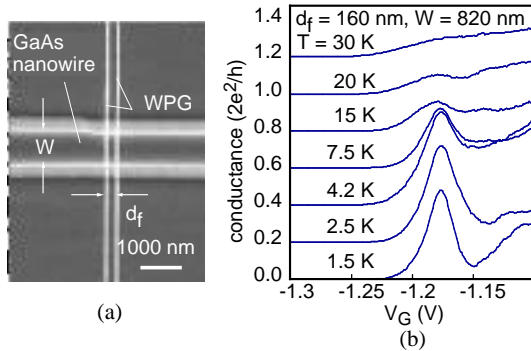 (a)
GaAs
nanowire
WPG
W
d_f
1000 nm
(a)
(b)
d_f = 160 nm, W = 820 nm
T = 30 K
20 K
15 K
7.5 K
4.2 K
2.5 K
1.5 K
conductance (2e²/h)
1.4
1.2
1.0
0.8
0.6
0.4
0.2
0.0
-1.3
-1.25
-1.2
-1.15
V_G (V)
(b)